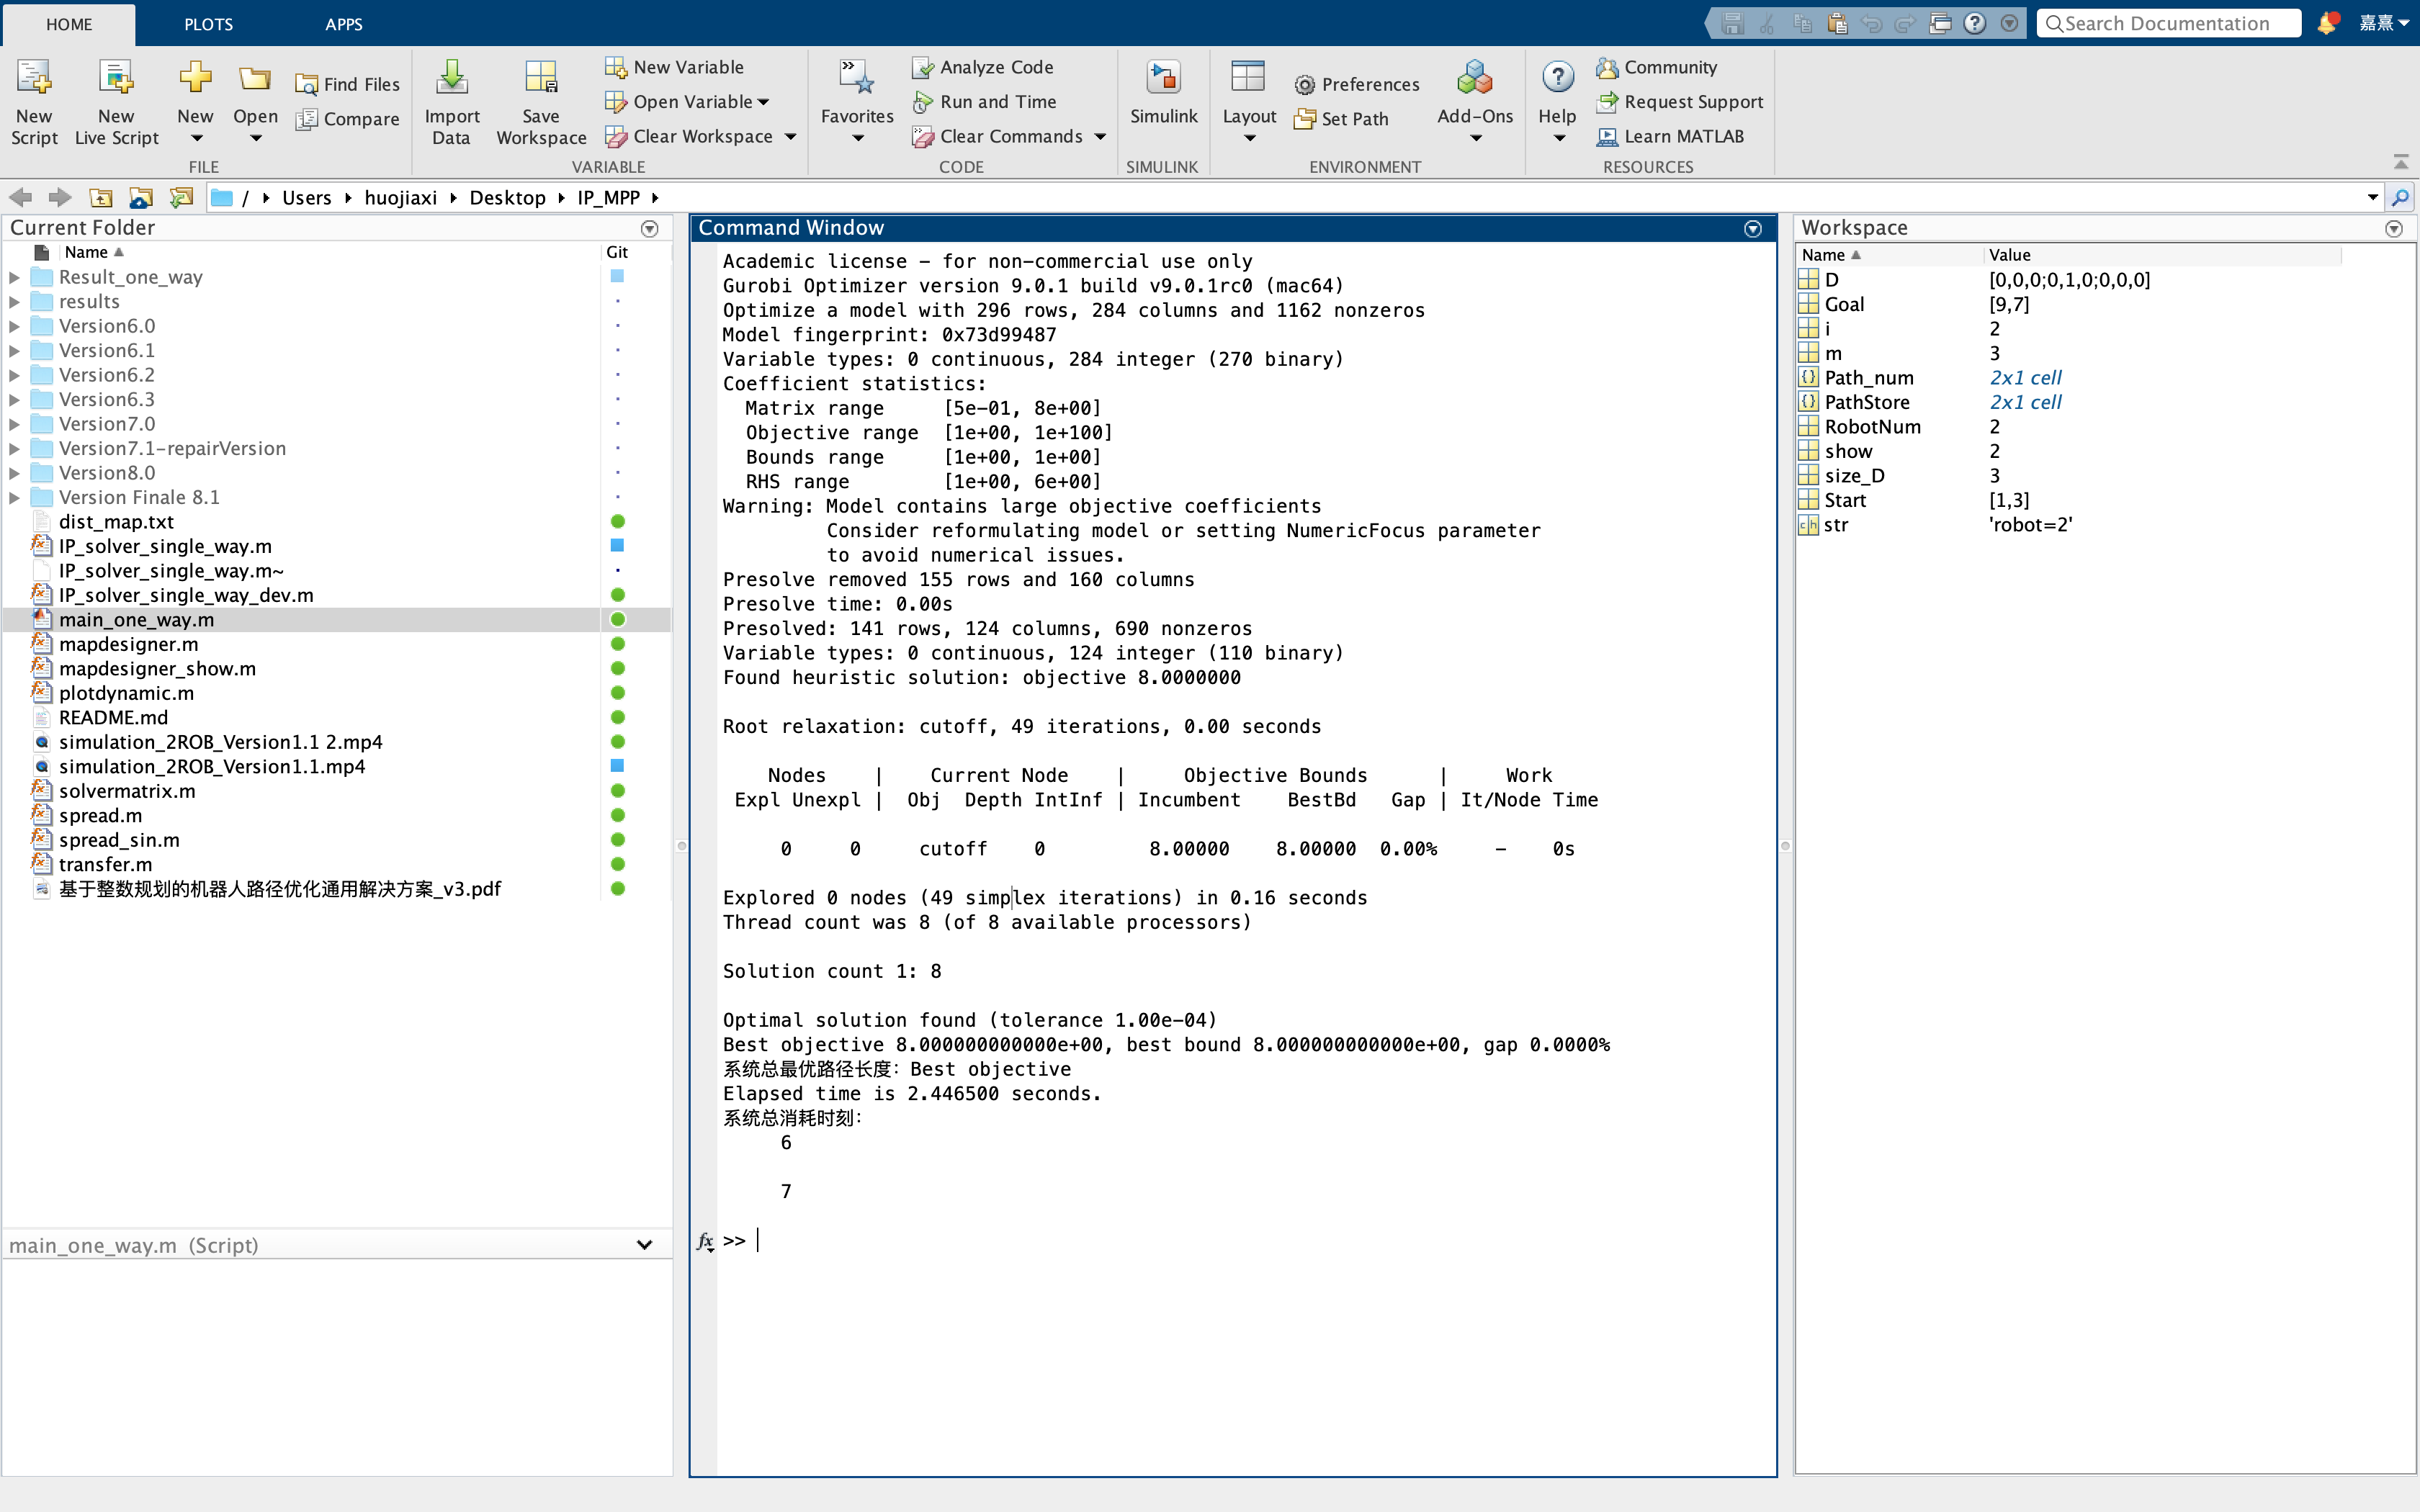 HOME PLOTS APPS
Search Documentation
嘉熹
New Script
New Live Script
New
Open
Find Files
Compare
FILE
Import Data
Save Workspace
New Variable
Open Variable
Clear Workspace
VARIABLE
Favorites
Analyze Code
Run and Time
Clear Commands
CODE
Simulink
SIMULINK
Layout
Preferences
Set Path
Add-Ons
ENVIRONMENT
Help
Community
Request Support
Learn MATLAB
RESOURCES
/ Users huojiaxi Desktop IP_MPP
Current Folder
Name Git
Result_one_way
results
Version6.0
Version6.1
Version6.2
Version6.3
Version7.0
Version7.1-repairVersion
Version8.0
Version Finale 8.1
dist_map.txt
IP_solver_single_way.m
IP_solver_single_way.m~
IP_solver_single_way_dev.m
main_one_way.m
mapdesigner.m
mapdesigner_show.m
plotdynamic.m
README.md
simulation_2ROB_Version1.1 2.mp4
simulation_2ROB_Version1.1.mp4
solvermatrix.m
spread.m
spread_sin.m
transfer.m
基于整数规划的机器人路径优化通用解决方案_v3.pdf
main_one_way.m (Script)
Command Window
Academic license - for non-commercial use only
Gurobi Optimizer version 9.0.1 build v9.0.1rc0 (mac64)
Optimize a model with 296 rows, 284 columns and 1162 nonzeros
Model fingerprint: 0x73d99487
Variable types: 0 continuous, 284 integer (270 binary)
Coefficient statistics:
Matrix range [5e-01, 8e+00]
Objective range [1e+00, 1e+100]
Bounds range [1e+00, 1e+00]
RHS range [1e+00, 6e+00]
Warning: Model contains large objective coefficients
Consider reformulating model or setting NumericFocus parameter
to avoid numerical issues.
Presolve removed 155 rows and 160 columns
Presolve time: 0.00s
Presolved: 141 rows, 124 columns, 690 nonzeros
Variable types: 0 continuous, 124 integer (110 binary)
Found heuristic solution: objective 8.0000000
Root relaxation: cutoff, 49 iterations, 0.00 seconds
Nodes | Current Node | Objective Bounds | Work
Expl Unexpl | Obj Depth IntInf | Incumbent BestBd Gap | It/Node Time
0 0 cutoff 0 8.00000 8.00000 0.00% - 0s
Explored 0 nodes (49 simplex iterations) in 0.16 seconds
Thread count was 8 (of 8 available processors)
Solution count 1: 8
Optimal solution found (tolerance 1.00e-04)
Best objective 8.000000000000e+00, best bound 8.000000000000e+00, gap 0.0000%
系统总最优路径长度：Best objective
Elapsed time is 2.446500 seconds.
系统总消耗时刻：
6
7
fx >>
Workspace
Name Value
D [0,0,0;0,1,0;0,0,0]
Goal [9,7]
i 2
m 3
Path_num 2x1 cell
PathStore 2x1 cell
RobotNum 2
show 2
size_D 3
Start [1,3]
str 'robot=2'